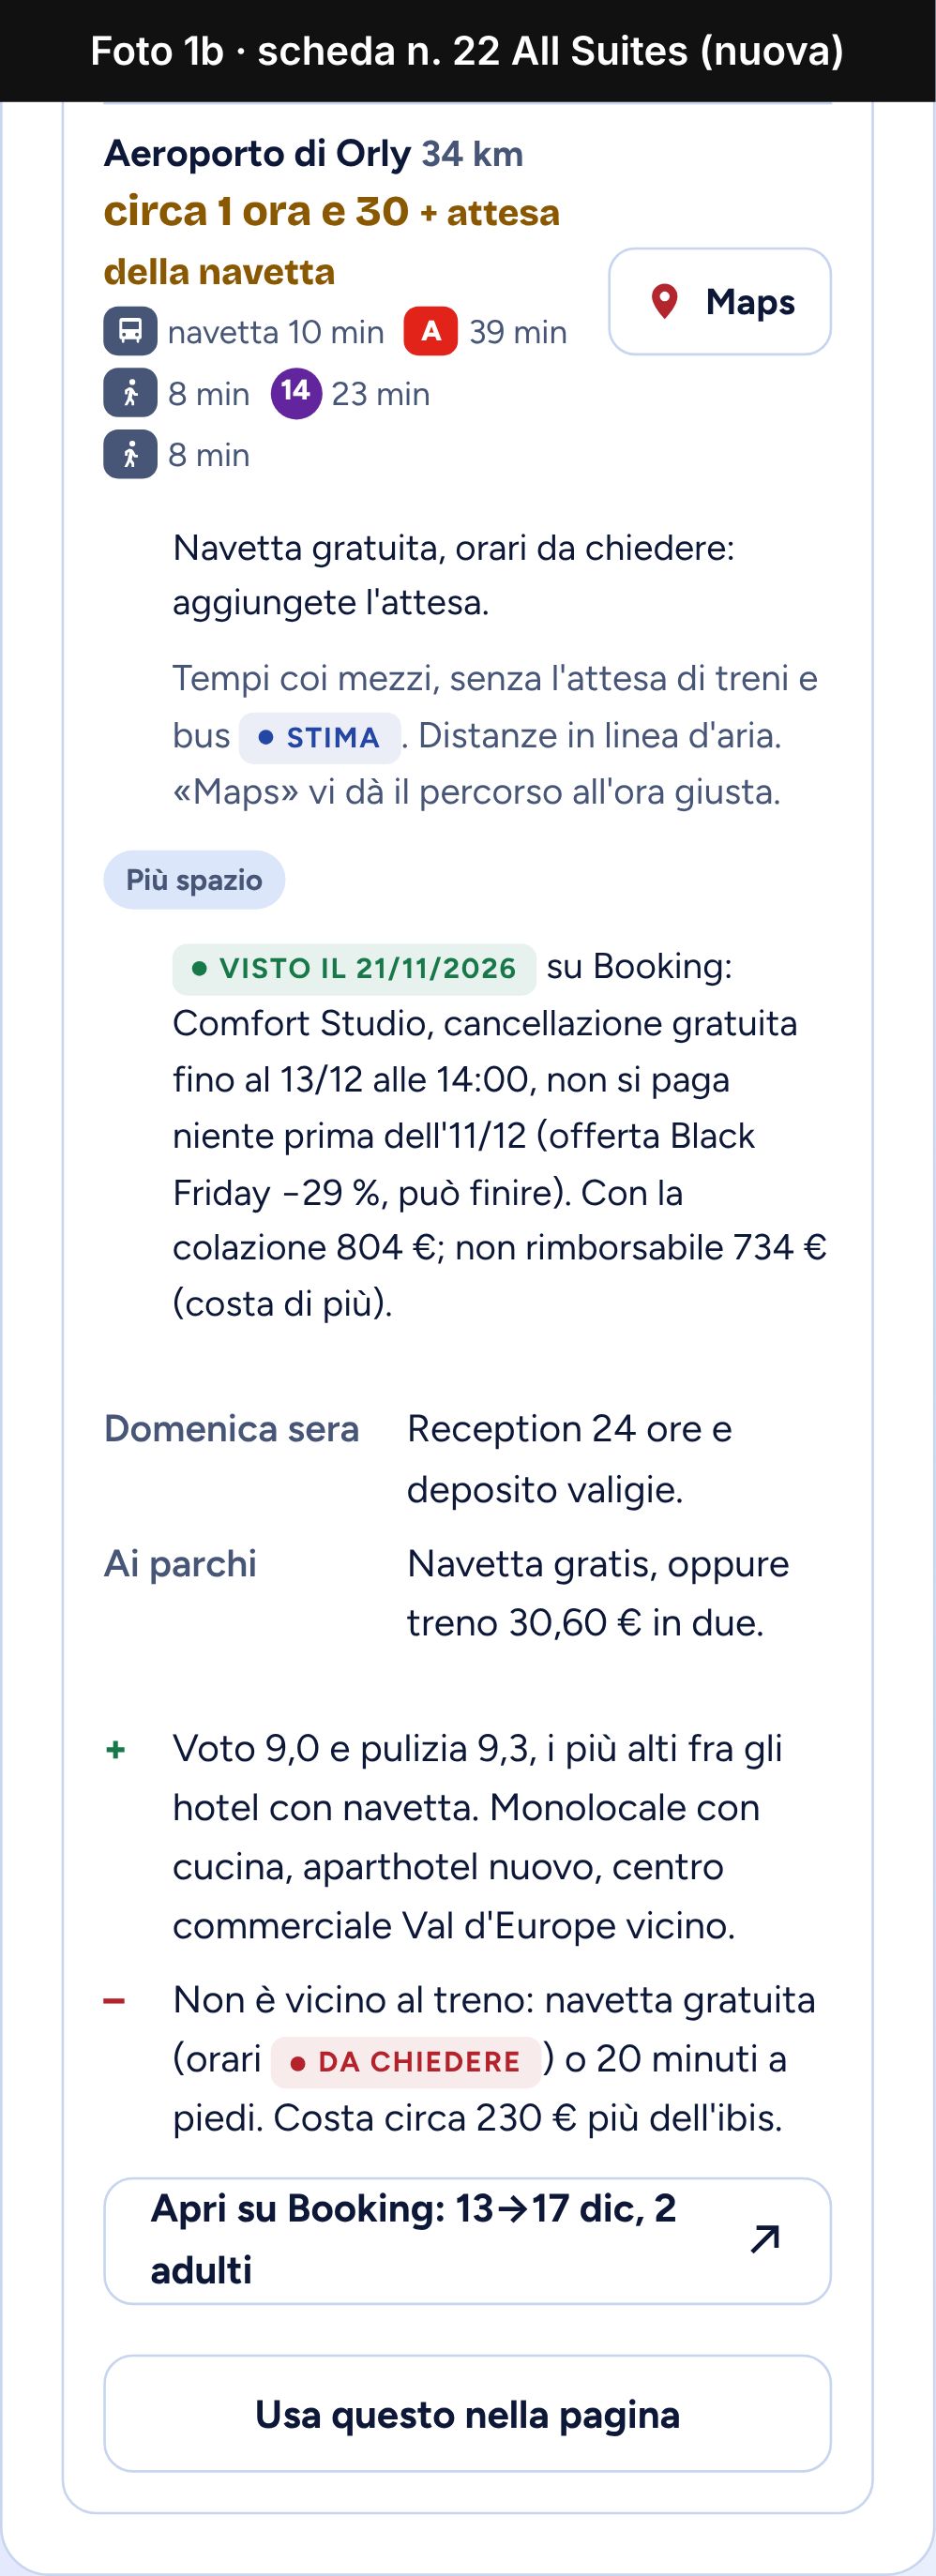 Foto 1b · scheda n. 22 All Suites (nuova)
Aeroporto di Orly 34 km
circa 1 ora e 30 + attesa
della navetta
Maps
navetta 10 min A 39 min
8 min 14 23 min
8 min
Navetta gratuita, orari da chiedere:
aggiungete l'attesa.
Tempi coi mezzi, senza l'attesa di treni e
bus • STIMA . Distanze in linea d'aria.
«Maps» vi dà il percorso all'ora giusta.
Più spazio
• VISTO IL 21/11/2026 su Booking:
Comfort Studio, cancellazione gratuita
fino al 13/12 alle 14:00, non si paga
niente prima dell'11/12 (offerta Black
Friday −29 %, può finire). Con la
colazione 804 €; non rimborsabile 734 €
(costa di più).
Domenica sera Reception 24 ore e
deposito valigie.
Ai parchi Navetta gratis, oppure
treno 30,60 € in due.
+ Voto 9,0 e pulizia 9,3, i più alti fra gli
hotel con navetta. Monolocale con
cucina, aparthotel nuovo, centro
commerciale Val d'Europe vicino.
− Non è vicino al treno: navetta gratuita
(orari • DA CHIEDERE ) o 20 minuti a
piedi. Costa circa 230 € più dell'ibis.
Apri su Booking: 13→17 dic, 2
adulti ↗
Usa questo nella pagina